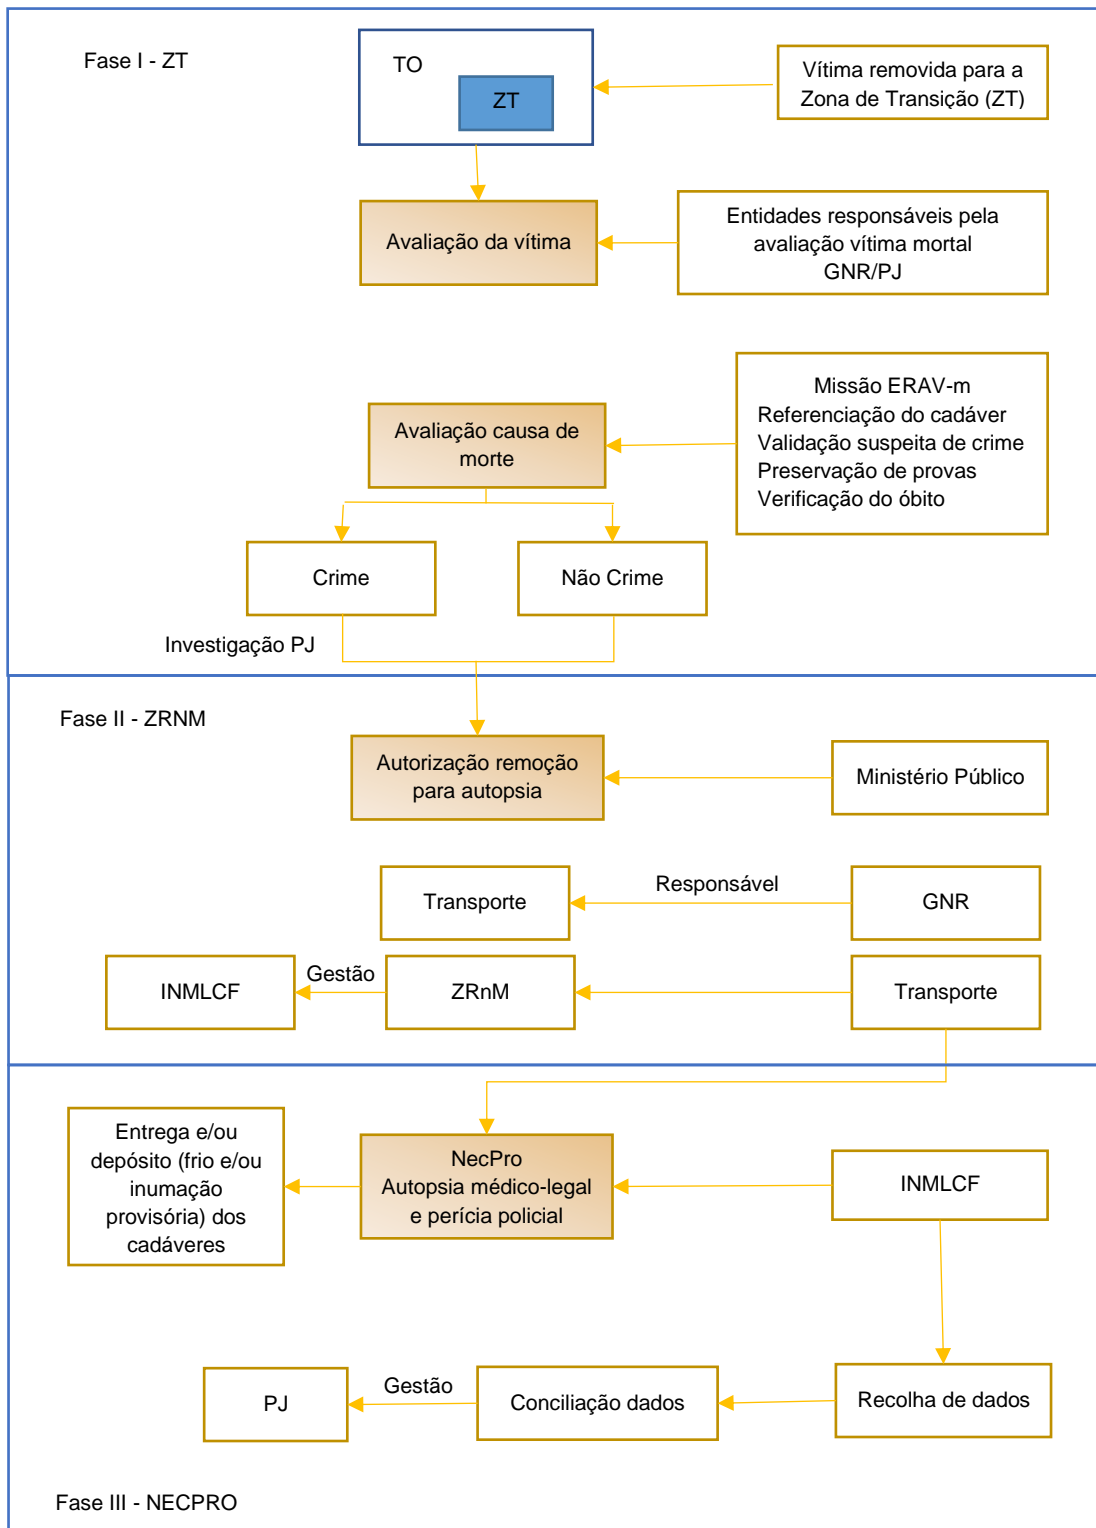 Fase I - ZT
TO
ZT
Vítima removida para a
Zona de Transição (ZT)
Avaliação da vítima
Entidades responsáveis pela
avaliação vítima mortal
GNR/PJ
Avaliação causa de
morte
Missão ERAV-m
Referenciação do cadáver
Validação suspeita de crime
Preservação de provas
Verificação do óbito
Crime
Não Crime
Investigação PJ
Fase II - ZRNM
Autorização remoção
para autopsia
Ministério Público
Transporte
Responsável
GNR
INMLCF
Gestão
ZRnM
Transporte
Entrega e/ou
depósito (frio e/ou
inumação
provisória) dos
cadáveres
NecPro
Autopsia médico-legal
e perícia policial
INMLCF
PJ
Gestão
Conciliação dados
Recolha de dados
Fase III - NECPRO